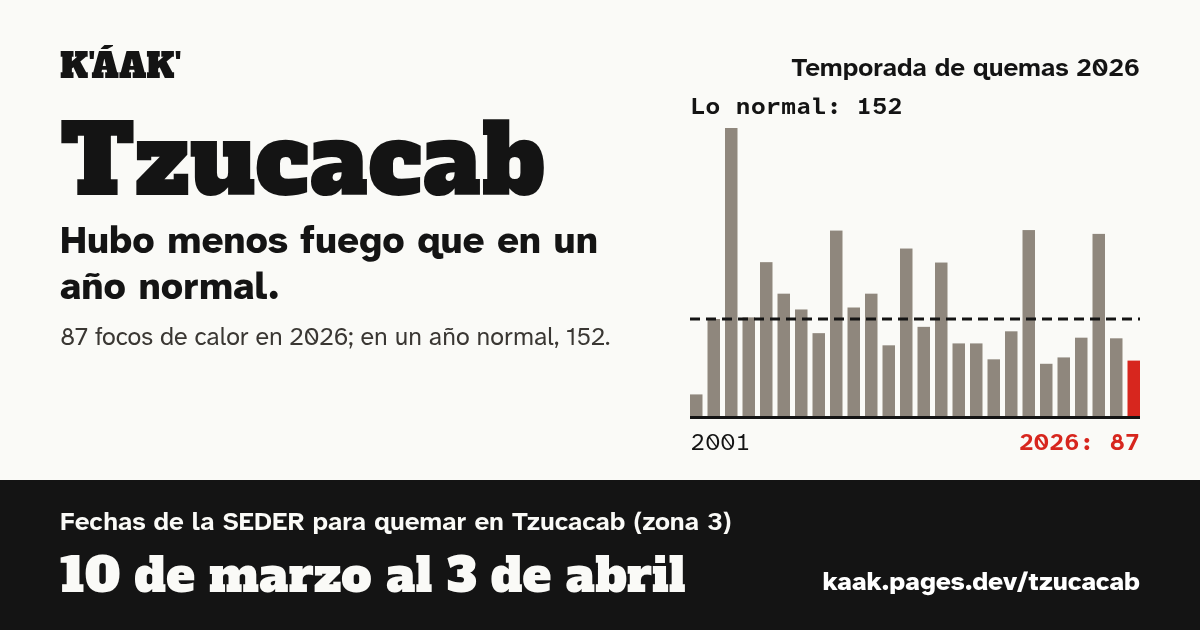 K'ÁAK'
Temporada de quemas 2026
Lo normal: 152
Tzucacab
Hubo menos fuego que en un
año normal.
87 focos de calor en 2026; en un año normal, 152.
2001
2026: 87
Fechas de la SEDER para quemar en Tzucacab (zona 3)
10 de marzo al 3 de abril
kaak.pages.dev/tzucacab